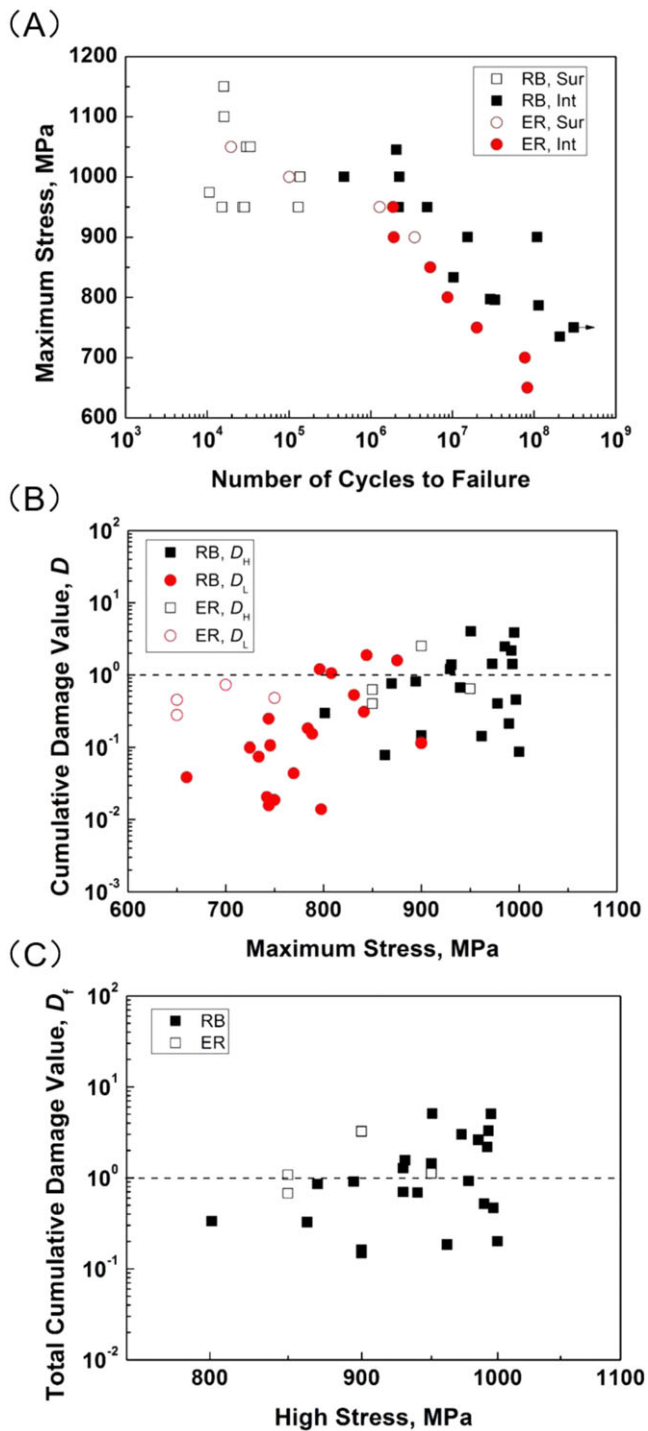 (A)
1200
1100
1000
900
800
700
600
Maximum Stress, MPa
RB, Sur
RB, Int
ER, Sur
ER, Int
10³ 10⁴ 10⁵ 10⁶ 10⁷ 10⁸ 10⁹
Number of Cycles to Failure
(B)
10²
10¹
10⁰
10⁻¹
10⁻²
10⁻³
Cumulative Damage Value, D
RB, D_H
RB, D_L
ER, D_H
ER, D_L
600 700 800 900 1000 1100
Maximum Stress, MPa
(C)
10²
10¹
10⁰
10⁻¹
10⁻²
Total Cumulative Damage Value, D_f
RB
ER
800 900 1000 1100
High Stress, MPa